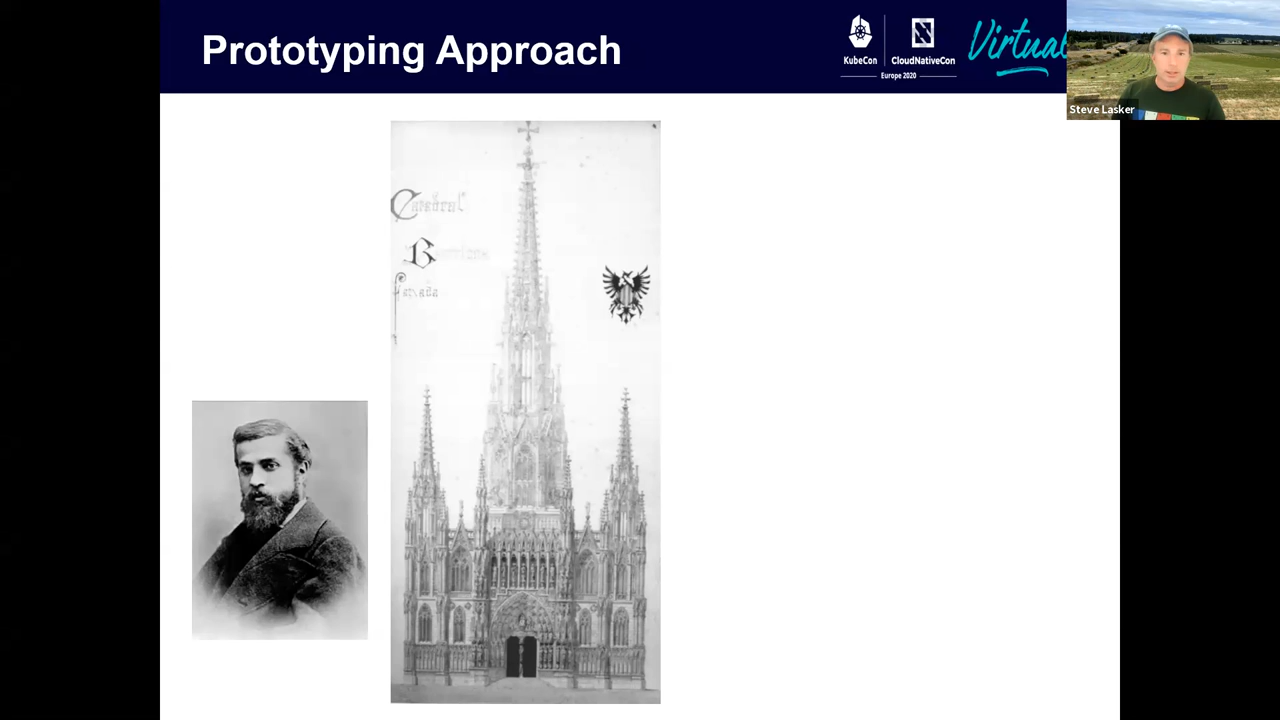 Prototyping Approach
KubeCon
CloudNativeCon
Europe 2020
Virtual
Steve Lasker
Catedral